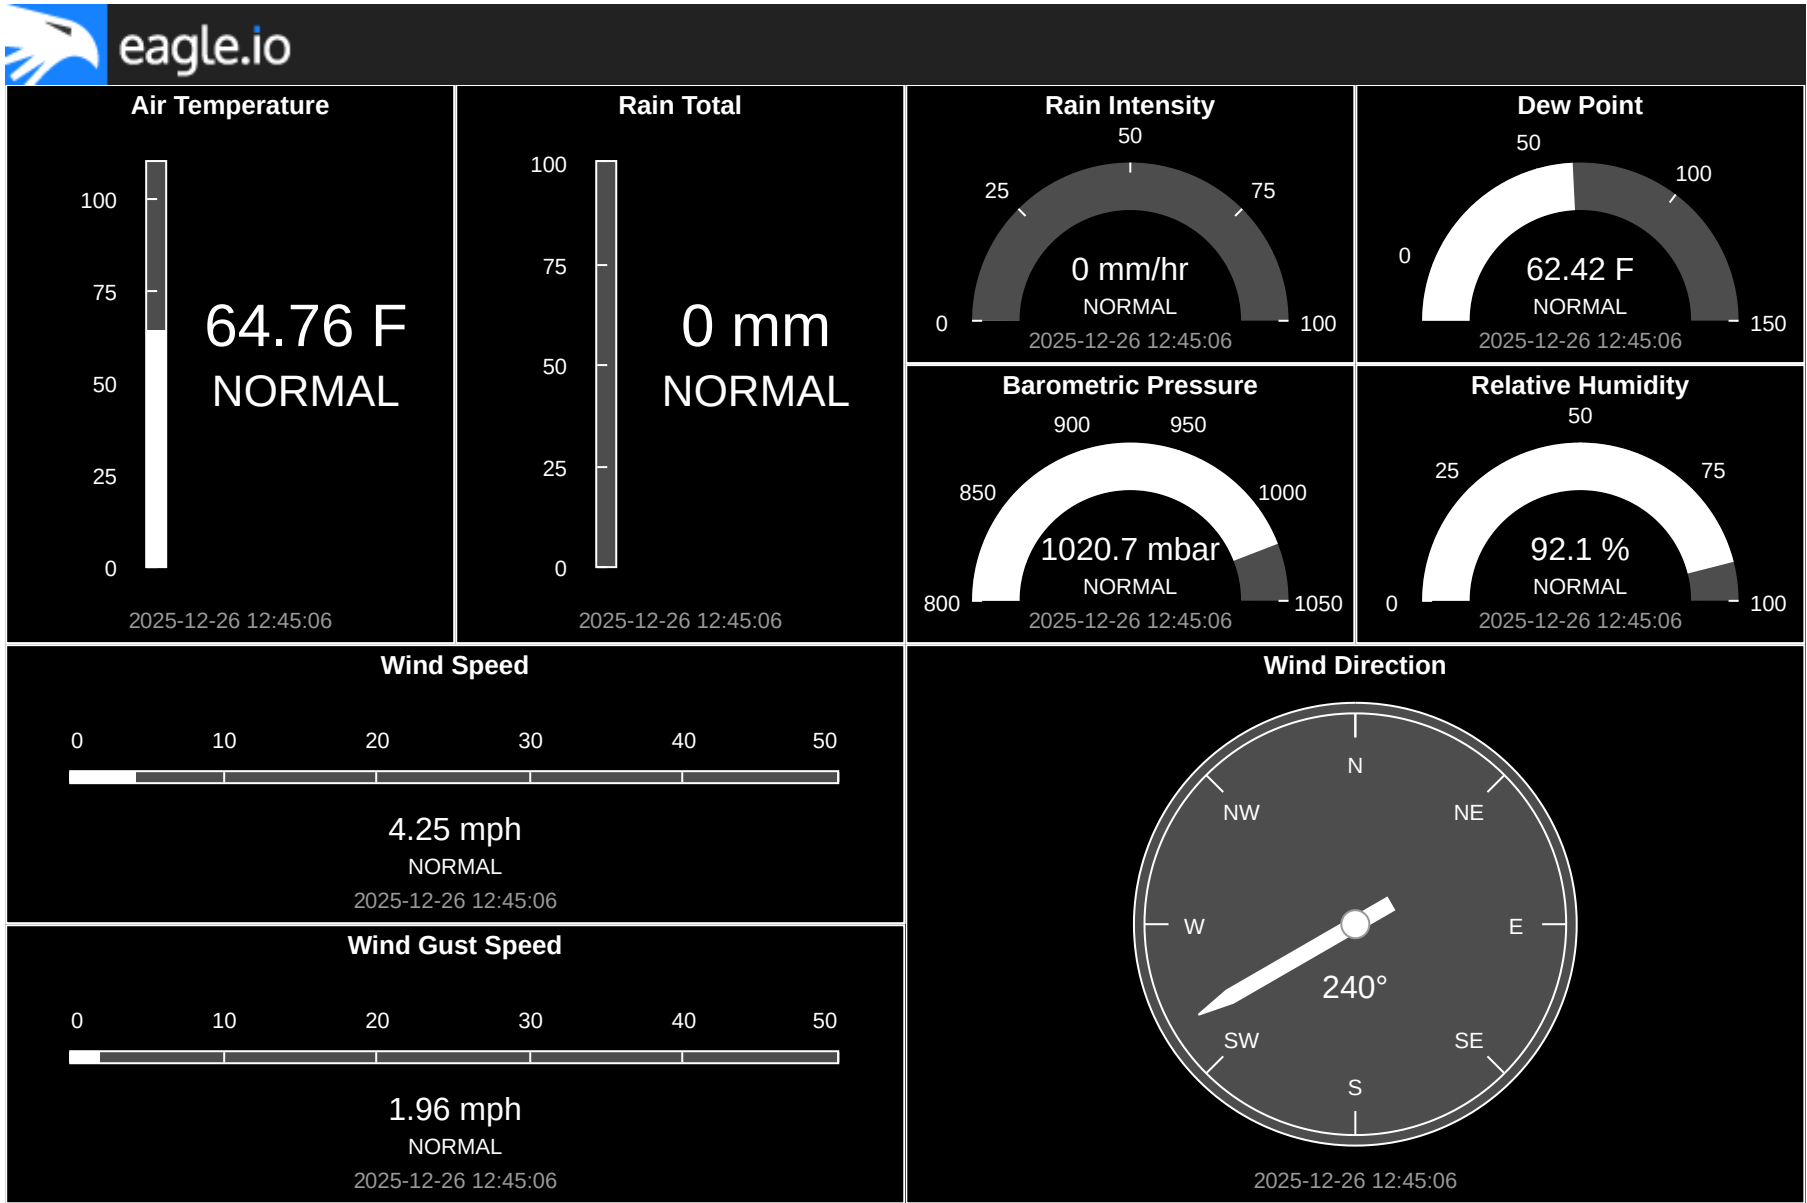 eagle.io
Air Temperature
100
75
50
25
0
64.76 F
NORMAL
2025-12-26 12:45:06
Rain Total
100
75
50
25
0
0 mm
NORMAL
2025-12-26 12:45:06
Rain Intensity
0
25
50
75
100
0 mm/hr
NORMAL
2025-12-26 12:45:06
Dew Point
0
50
100
150
62.42 F
NORMAL
2025-12-26 12:45:06
Barometric Pressure
800
850
900
950
1000
1050
1020.7 mbar
NORMAL
2025-12-26 12:45:06
Relative Humidity
0
25
50
75
100
92.1 %
NORMAL
2025-12-26 12:45:06
Wind Speed
0 10 20 30 40 50
4.25 mph
NORMAL
2025-12-26 12:45:06
Wind Gust Speed
0 10 20 30 40 50
1.96 mph
NORMAL
2025-12-26 12:45:06
Wind Direction
N
NW NE
W E
240°
SW SE
S
2025-12-26 12:45:06